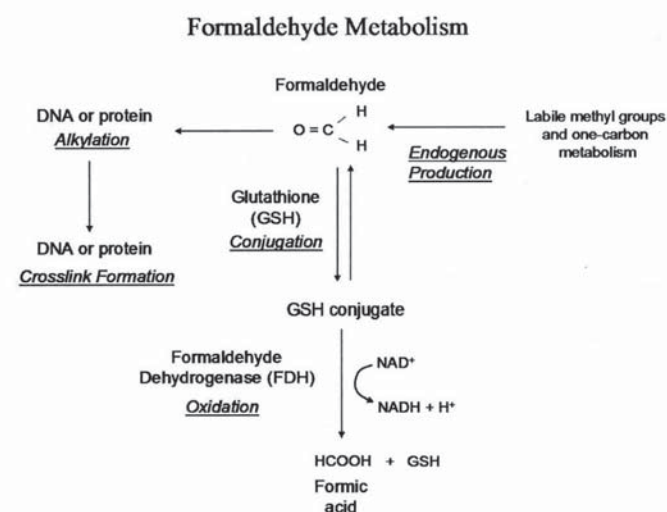 Formaldehyde Metabolism
Formaldehyde
H
O = C
H
DNA or protein
Alkylation
Labile methyl groups
and one-carbon
metabolism
Endogenous
Production
Glutathione
(GSH)
Conjugation
DNA or protein
Crosslink Formation
GSH conjugate
Formaldehyde
Dehydrogenase (FDH)
Oxidation
NAD⁺
NADH + H⁺
HCOOH + GSH
Formic
acid